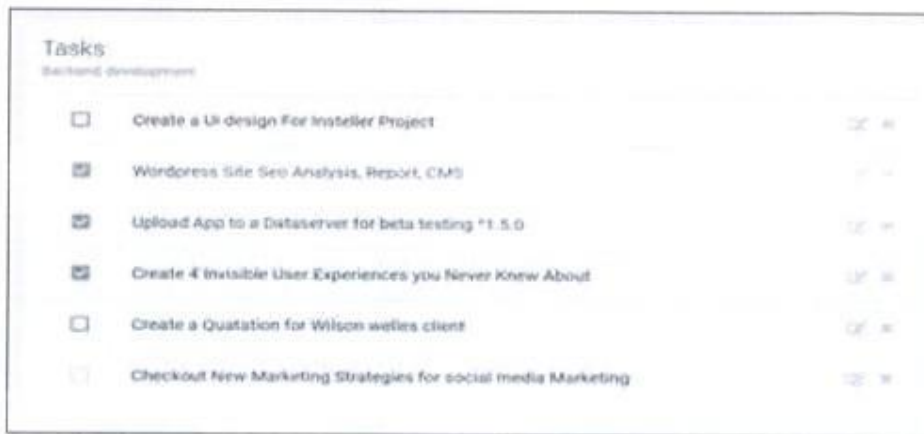 Tasks
Backend development
Create a Ui design For Insteller Project
Wordpress Site Seo Analysis, Report, CMS
Upload App to a Dataserver for beta testing "1.5.0
Create 4 Invisible User Experiences you Never Knew About
Create a Quatation for Wilson welles client
Checkout New Marketing Strategies for social media Marketing